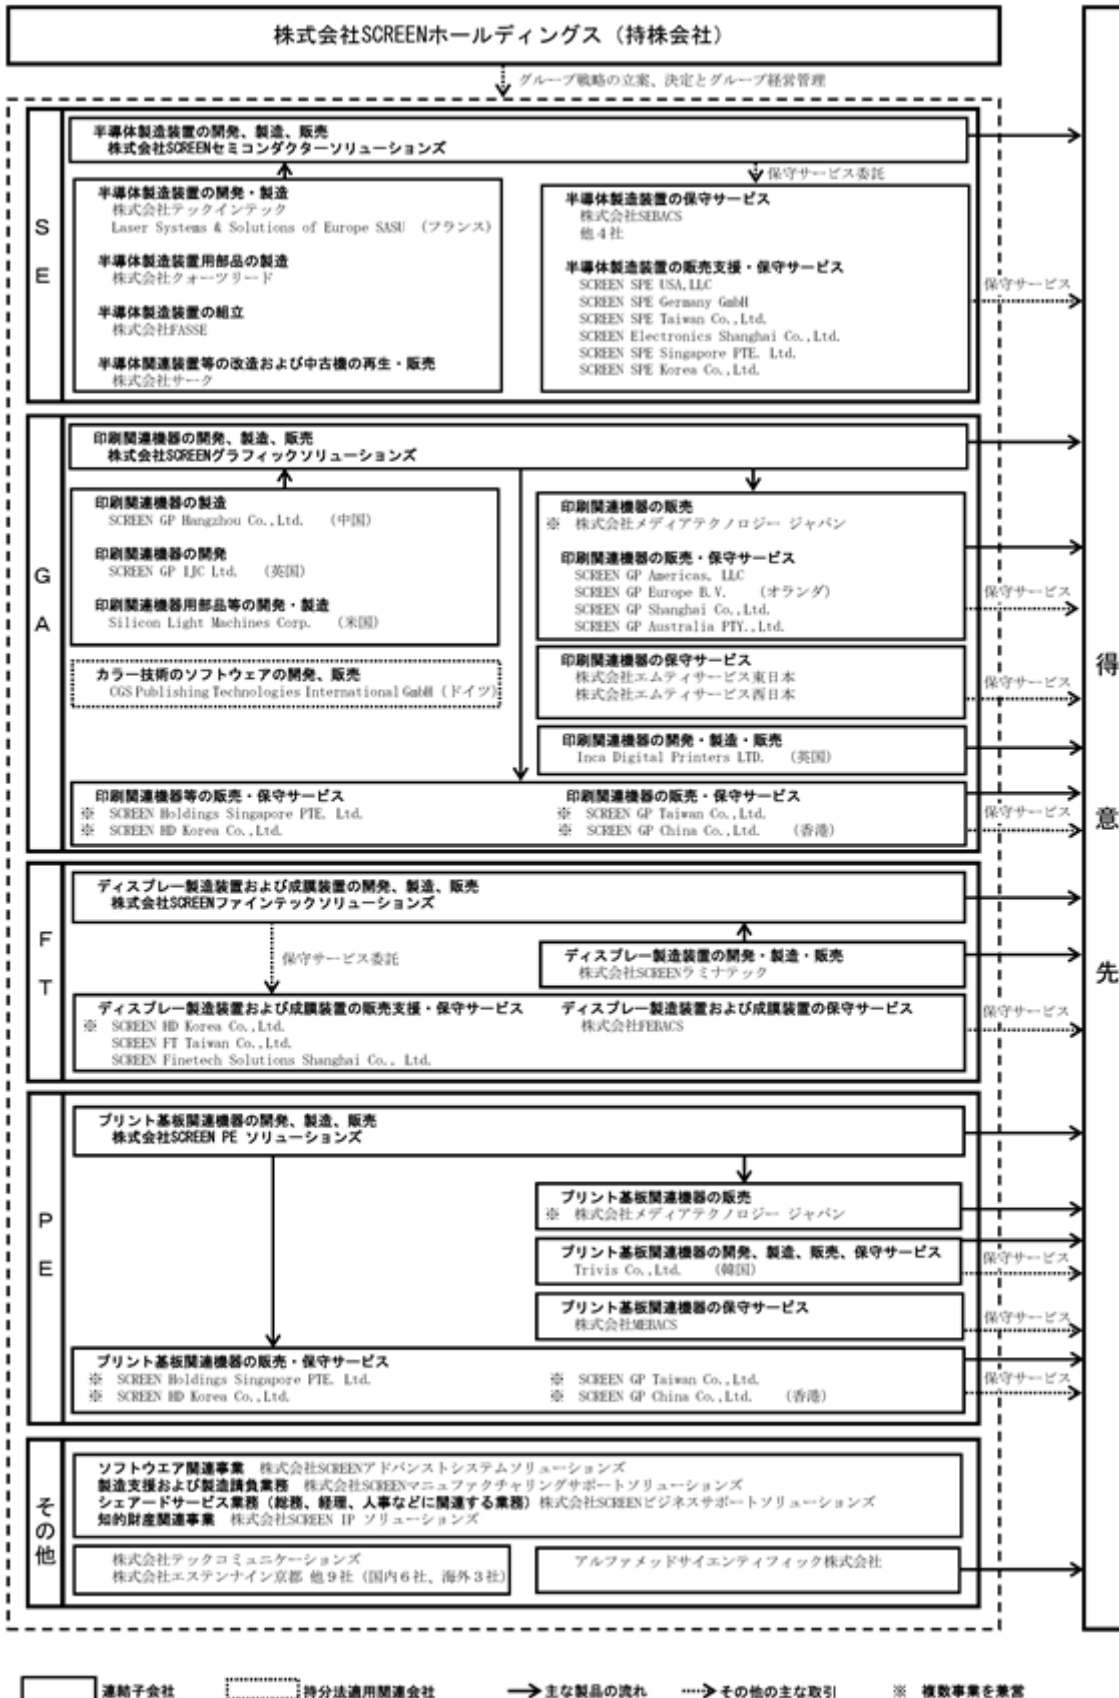 株式会社SCREENホールディングス（持株会社）
グループ戦略の立案、決定とグループ経営管理
SE
半導体製造装置の開発、製造、販売
株式会社SCREENセミコンダクターソリューションズ
保守サービス委託
半導体製造装置の開発・製造
株式会社テックインテック
Laser Systems & Solutions of Europe SASU （フランス）
半導体製造装置用部品の製造
株式会社クォーツリード
半導体製造装置の組立
株式会社FASSE
半導体関連装置等の改造および中古機の再生・販売
株式会社サーク
半導体製造装置の保守サービス
株式会社SEBACS
他４社
半導体製造装置の販売支援・保守サービス
SCREEN SPE USA,LLC
SCREEN SPE Germany GmbH
SCREEN SPE Taiwan Co.,Ltd.
SCREEN Electronics Shanghai Co.,Ltd.
SCREEN SPE Singapore PTE. Ltd.
SCREEN SPE Korea Co.,Ltd.
保守サービス
GA
印刷関連機器の開発、製造、販売
株式会社SCREENグラフィックソリューションズ
印刷関連機器の製造
SCREEN GP Hangzhou Co.,Ltd. （中国）
印刷関連機器の開発
SCREEN GP IJC Ltd. （英国）
印刷関連機器用部品等の開発・製造
Silicon Light Machines Corp. （米国）
カラー技術のソフトウェアの開発、販売
CGS Publishing Technologies International GmbH（ドイツ）
印刷関連機器の販売
※ 株式会社メディアテクノロジー ジャパン
印刷関連機器の販売・保守サービス
SCREEN GP Americas, LLC
SCREEN GP Europe B.V. （オランダ）
SCREEN GP Shanghai Co.,Ltd.
SCREEN GP Australia PTY.,Ltd.
保守サービス
印刷関連機器の保守サービス
株式会社エムティサービス東日本
株式会社エムティサービス西日本
保守サービス
印刷関連機器の開発・製造・販売
Inca Digital Printers LTD. （英国）
印刷関連機器等の販売・保守サービス
※ SCREEN Holdings Singapore PTE. Ltd.
※ SCREEN HD Korea Co.,Ltd.
印刷関連機器の販売・保守サービス
※ SCREEN GP Taiwan Co.,Ltd.
※ SCREEN GP China Co.,Ltd. （香港）
保守サービス
FT
ディスプレー製造装置および成膜装置の開発、製造、販売
株式会社SCREENファインテックソリューションズ
保守サービス委託
ディスプレー製造装置の開発・製造・販売
株式会社SCREENラミナテック
ディスプレー製造装置および成膜装置の販売支援・保守サービス
※ SCREEN HD Korea Co.,Ltd.
SCREEN FT Taiwan Co.,Ltd.
SCREEN Finetech Solutions Shanghai Co., Ltd.
ディスプレー製造装置および成膜装置の保守サービス
株式会社FEBACS
保守サービス
PE
プリント基板関連機器の開発、製造、販売
株式会社SCREEN PE ソリューションズ
プリント基板関連機器の販売
※ 株式会社メディアテクノロジー ジャパン
プリント基板関連機器の開発、製造、販売、保守サービス
Trivis Co.,Ltd. （韓国）
保守サービス
プリント基板関連機器の保守サービス
株式会社MEBACS
保守サービス
プリント基板関連機器の販売・保守サービス
※ SCREEN Holdings Singapore PTE. Ltd.
※ SCREEN HD Korea Co.,Ltd.
※ SCREEN GP Taiwan Co.,Ltd.
※ SCREEN GP China Co.,Ltd. （香港）
保守サービス
その他
ソフトウエア関連事業 株式会社SCREENアドバンストシステムソリューションズ
製造支援および製造請負業務 株式会社SCREENマニュファクチャリングサポートソリューションズ
シェアードサービス業務（総務、経理、人事などに関連する業務）株式会社SCREENビジネスサポートソリューションズ
知的財産関連事業 株式会社SCREEN IP ソリューションズ
株式会社テックコミュニケーションズ
株式会社エステンナイン京都 他９社（国内６社、海外３社）
アルファメッドサイエンティフィック株式会社
得意先
連結子会社
持分法適用関連会社
主な製品の流れ
その他の主な取引
※ 複数事業を兼営